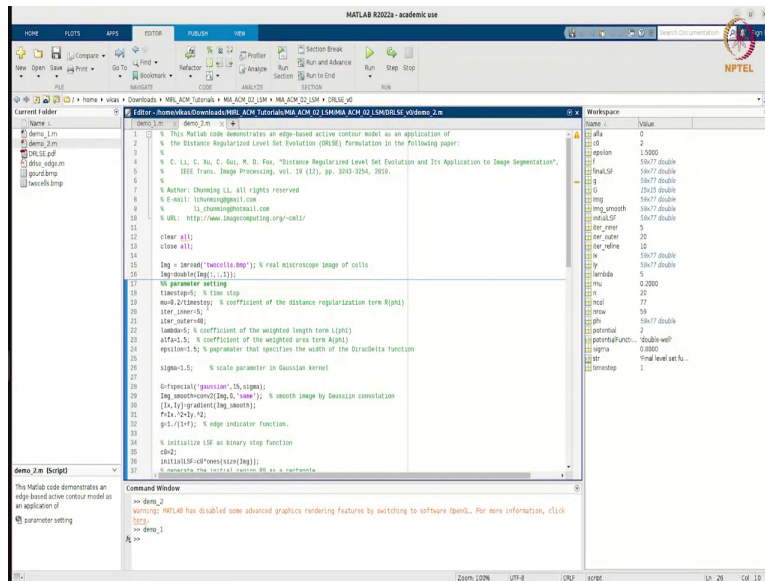 MATLAB R2022a - academic use
HOME PLOTS APPS EDITOR PUBLISH VIEW
Search Documentation
New Open Save Compare Print Go To Find Bookmark Refactor Profiler Analyze Run Section Section Break Run and Advance Run to End Run Step Stop
FILE NAVIGATE CODE ANALYZE SECTION RUN
NPTEL
/ home vikas Downloads MIRL_ACM_Tutorials MIA_ACM_02_LSM MIA_ACM_02_LSM DRLSE_v0
Current Folder
Name
demo_1.m
demo_2.m
DRLSE.pdf
drlse_edge.m
gourd.bmp
twocells.bmp
demo_2.m (Script)
This Matlab code demonstrates an
edge-based active contour model as
an application of
parameter setting
Editor - /home/vikas/Downloads/MIRL_ACM_Tutorials/MIA_ACM_02_LSM/MIA_ACM_02_LSM/DRLSE_v0/demo_2.m
demo_1.m demo_2.m +
1 % This Matlab code demonstrates an edge-based active contour model as an application of
2 % the Distance Regularized Level Set Evolution (DRLSE) formulation in the following paper:
3 %
4 % C. Li, C. Xu, C. Gui, M. D. Fox, "Distance Regularized Level Set Evolution and Its Application to Image Segmentation",
5 % IEEE Trans. Image Processing, vol. 19 (12), pp. 3243-3254, 2010.
6 %
7 % Author: Chunming Li, all rights reserved
8 % E-mail: lchunming@gmail.com
9 % li_chunming@hotmail.com
10 % URL: http://www.imagecomputing.org/~cmli/
11
12 clear all;
13 close all;
14
15 Img = imread('twocells.bmp'); % real miscroscope image of cells
16 Img=double(Img(:,:,1));
17 %% parameter setting
18 timestep=5; % time step
19 mu=0.2/timestep; % coefficient of the distance regularization term R(phi)
20 iter_inner=5;
21 iter_outer=40;
22 lambda=5; % coefficient of the weighted length term L(phi)
23 alfa=1.5; % coefficient of the weighted area term A(phi)
24 epsilon=1.5; % papramater that specifies the width of the DiracDelta function
25
26 sigma=1.5; % scale parameter in Gaussian kernel
27
28 G=fspecial('gaussian',15,sigma);
29 Img_smooth=conv2(Img,G,'same'); % smooth image by Gaussiin convolution
30 [Ix,Iy]=gradient(Img_smooth);
31 f=Ix.^2+Iy.^2;
32 g=1./(1+f); % edge indicator function.
33
34 % initialize LSF as binary step function
35 c0=2;
36 initialLSF=c0*ones(size(Img));
37 % generate the initial region R0 as a rectangle
Command Window
>> demo_2
Warning: MATLAB has disabled some advanced graphics rendering features by switching to software OpenGL. For more information, click
here.
>> demo_1
fx >>
Workspace
Name Value
alfa 0
c0 2
epsilon 1.5000
f 59x77 double
finalLSF 59x77 double
g 59x77 double
G 15x15 double
Img 59x77 double
Img_smooth 59x77 double
initialLSF 59x77 double
iter_inner 5
iter_outer 20
iter_refine 10
Ix 59x77 double
Iy 59x77 double
lambda 5
mu 0.2000
n 20
ncol 77
nrow 59
phi 59x77 double
potential 2
potentialFuncti... 'double-well'
sigma 0.8000
str 'Final level set fu...
timestep 1
Zoom: 100% UTF-8 CRLF script Ln 26 Col 10